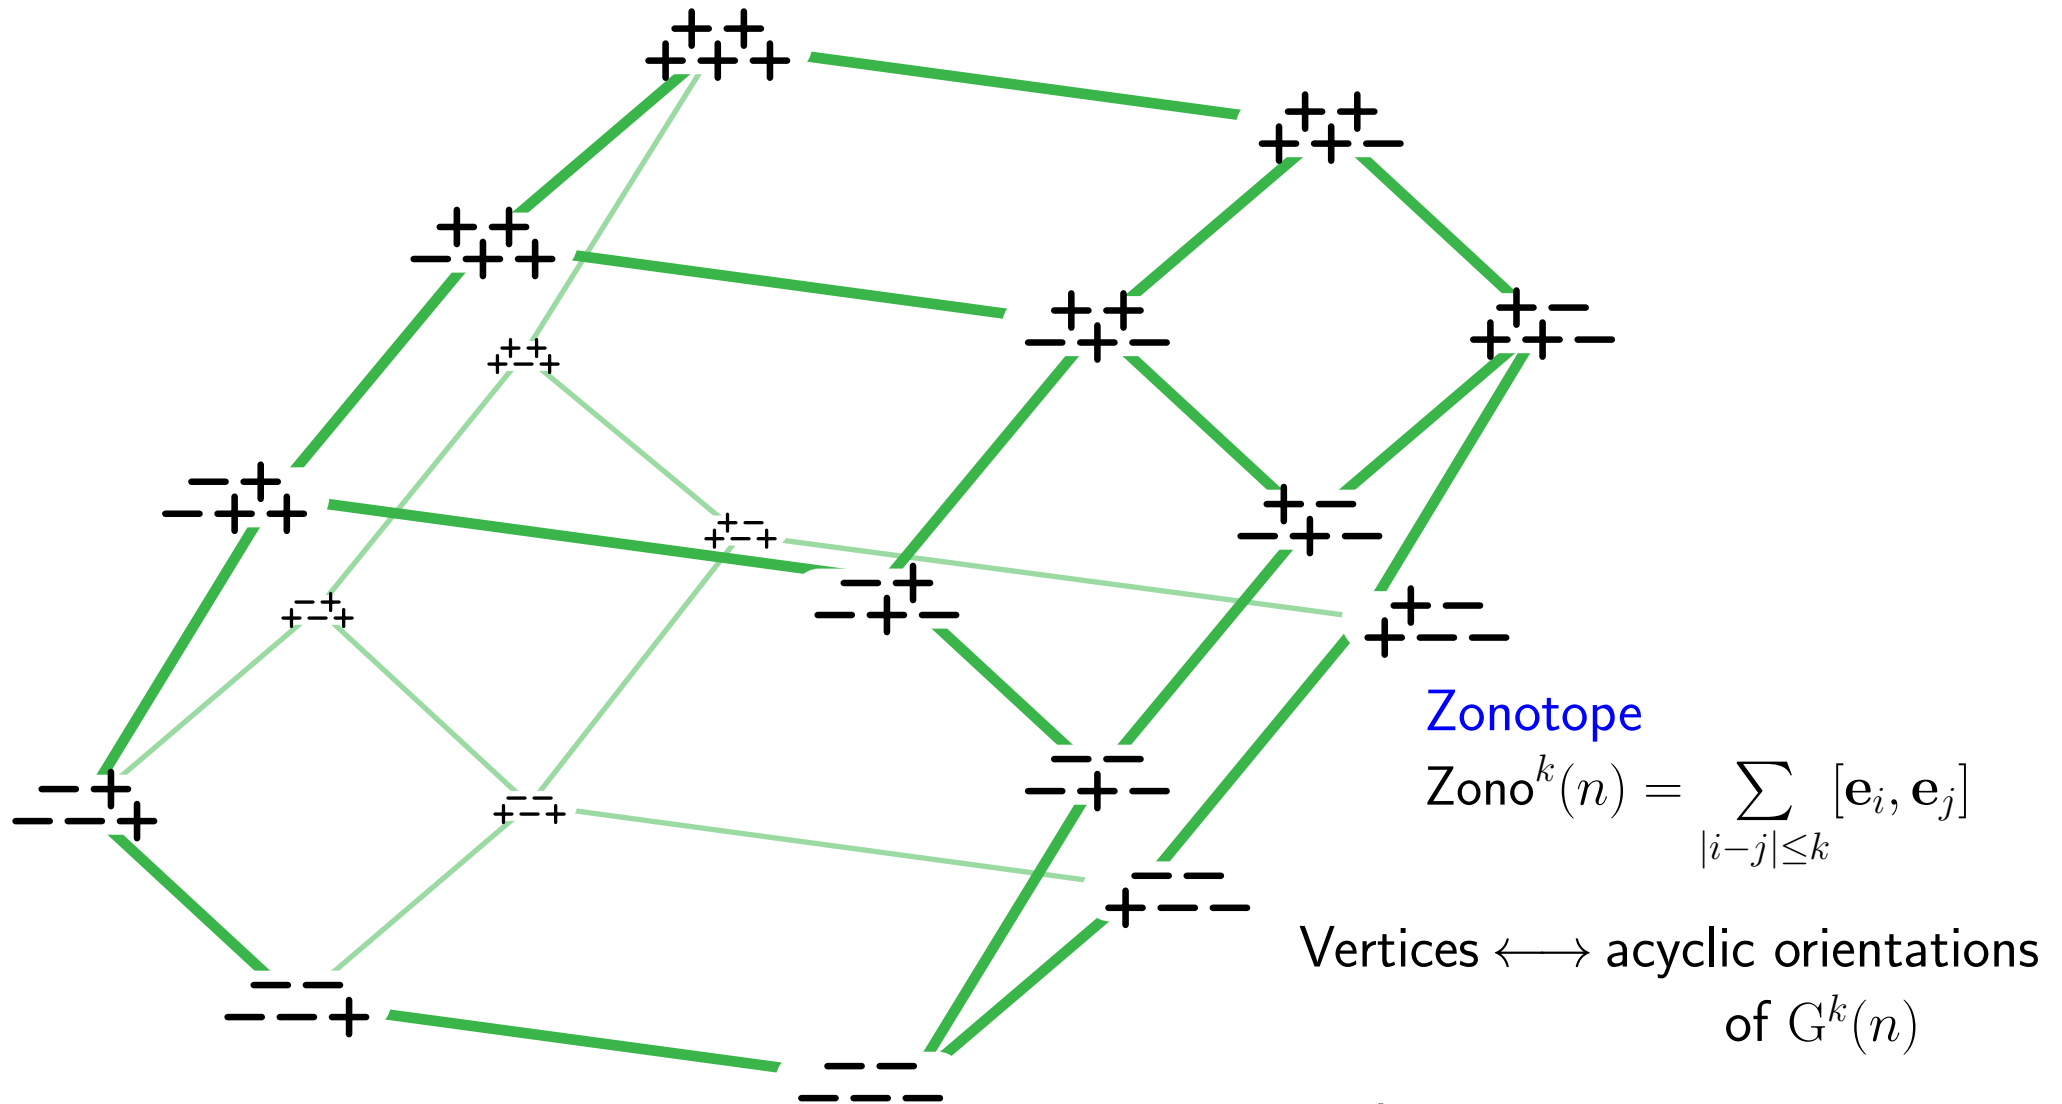 + +
+ + +
+ +
+ + −
+ +
− + +
+ +
− + −
+ −
+ + −
+ +
+ − +
− +
− + +
+ −
+ − +
+ −
− + −
− +
− + −
− +
+ − +
+ −
+ − −
Zonotope
Zono^k(n) = ∑_{|i−j|≤k} [e_i, e_j]
− −
− + −
− +
− − +
− −
+ − +
− −
+ − −
Vertices ⟷ acyclic orientations
of G^k(n)
− −
− − +
− −
− − −